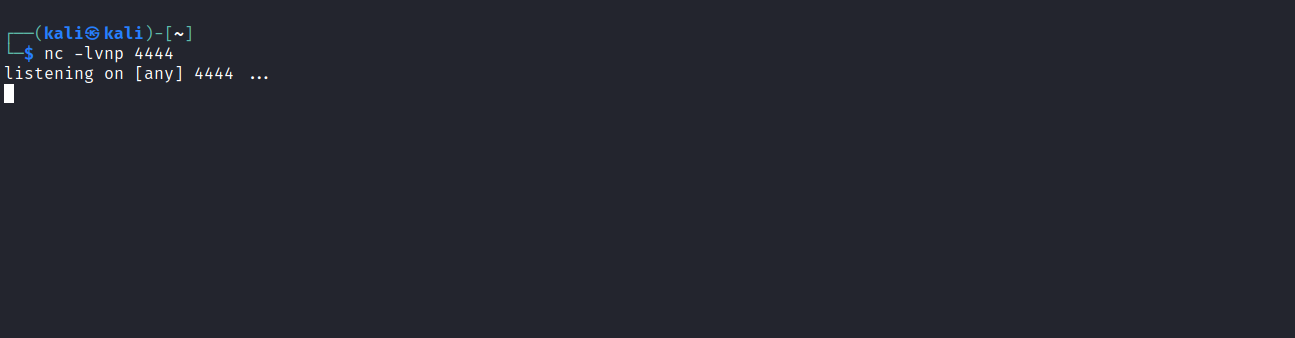 ┌──(kali㉿kali)-[~]
└─$ nc -lvnp 4444
listening on [any] 4444 ...